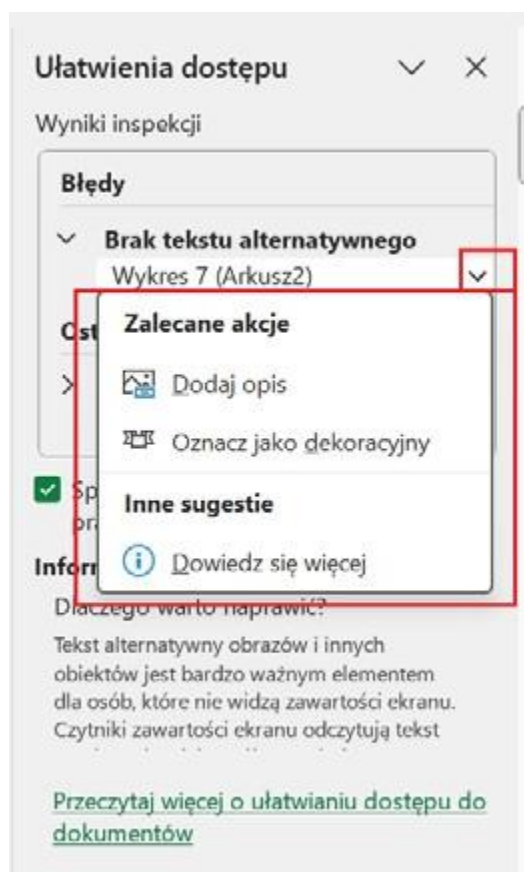 Ułatwienia dostępu
Wyniki inspekcji
Błędy
Brak tekstu alternatywnego
Wykres 7 (Arkusz2)
Zalecane akcje
Dodaj opis
Oznacz jako dekoracyjny
Inne sugestie
Dowiedz się więcej
Dlaczego warto naprawić?
Tekst alternatywny obrazów i innych
obiektów jest bardzo ważnym elementem
dla osób, które nie widzą zawartości ekranu.
Czytniki zawartości ekranu odczytują tekst
Przeczytaj więcej o ułatwianiu dostępu do
dokumentów